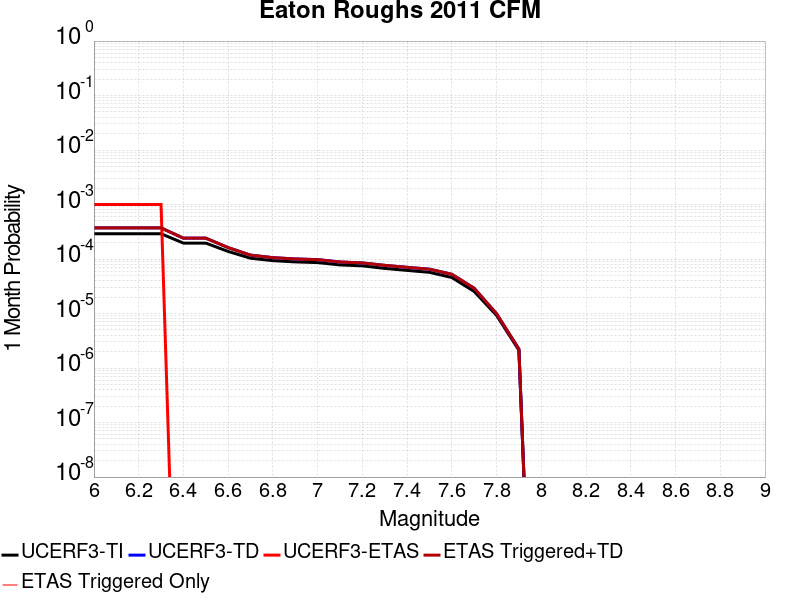 Eaton Roughs 2011 CFM
10^0
10^-1
10^-2
10^-3
10^-4
10^-5
10^-6
10^-7
10^-8
1 Month Probability
6 6.2 6.4 6.6 6.8 7 7.2 7.4 7.6 7.8 8 8.2 8.4 8.6 8.8 9
Magnitude
UCERF3-TI UCERF3-TD UCERF3-ETAS ETAS Triggered+TD
ETAS Triggered Only